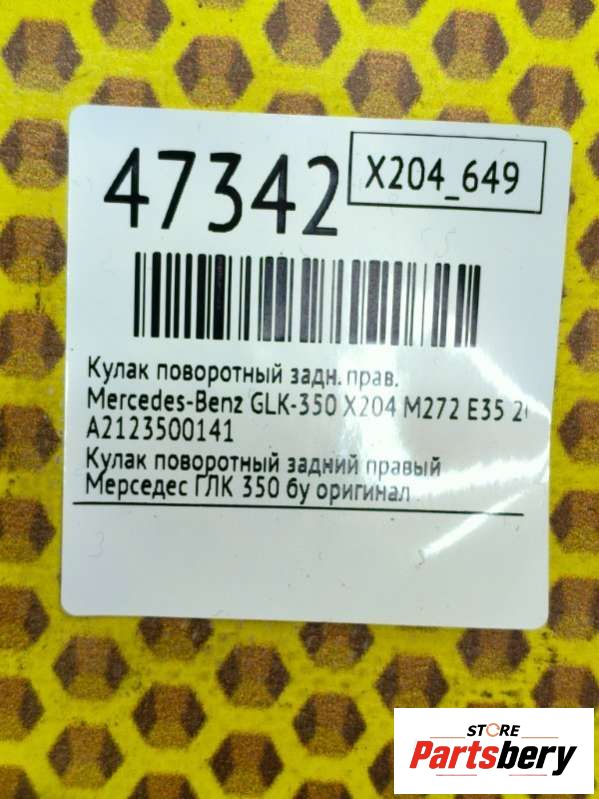 47342
X204_649
Кулак поворотный задн. прав.
Mercedes-Benz GLK-350 X204 M272 E35
A2123500141
Кулак поворотный задний правый
Мерседес ГЛК 350 бу оригинал
STORE
Partsbery